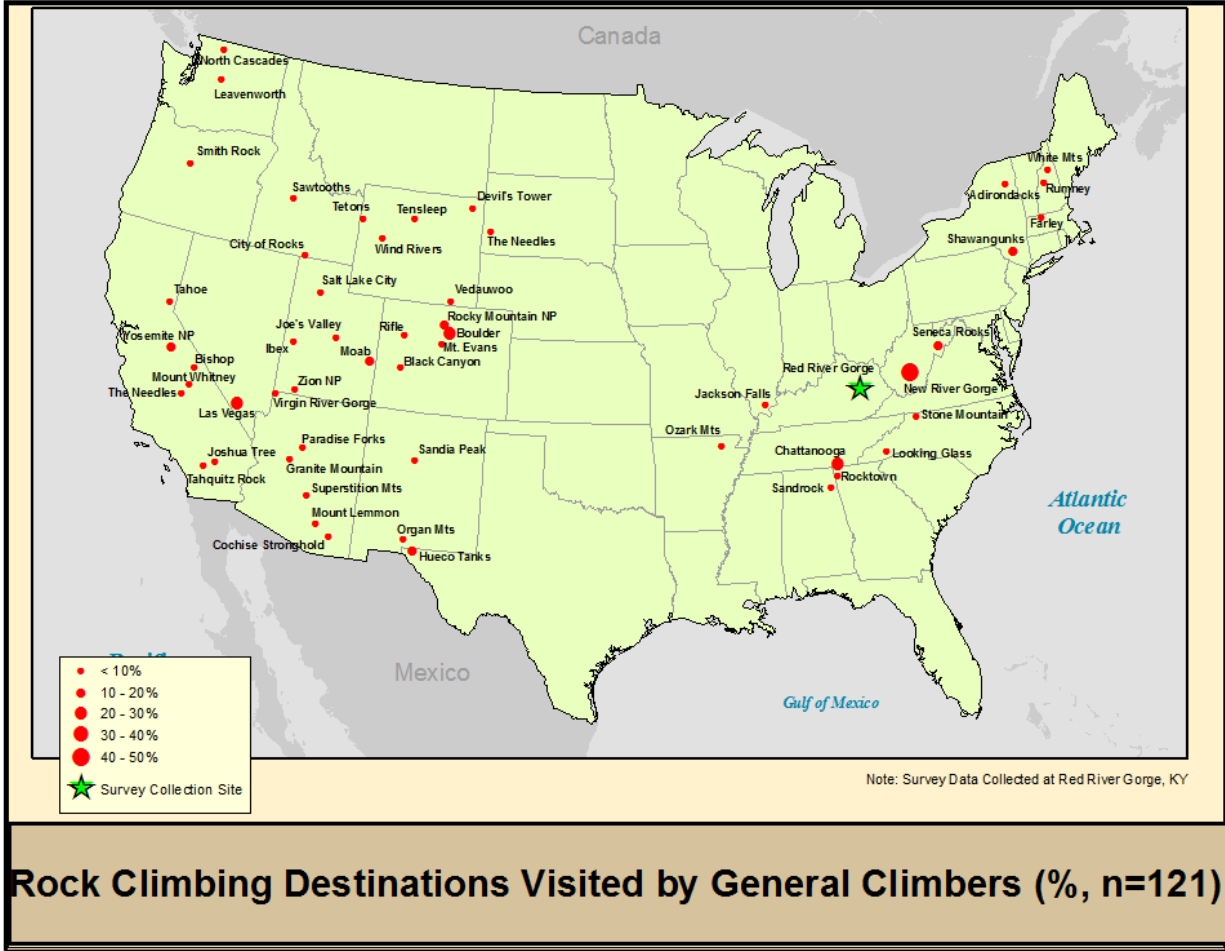 Canada
North Cascades
Leavenworth
Smith Rock
White Mts
Sawtooths
Adirondacks
Rumney
Tetons
Tensleep
Devil's Tower
Farley
City of Rocks
Wind Rivers
The Needles
Shawangunks
Salt Lake City
Tahoe
Vedauwoo
Rocky Mountain NP
Joe's Valley
Rifle
Boulder
Seneca Rocks
Yosemite NP
Ibex
Moab
Mt. Evans
Bishop
Black Canyon
Red River Gorge
Mount Whitney
Zion NP
New River Gorge
The Needles
Virgin River Gorge
Jackson Falls
Las Vegas
Stone Mountain
Ozark Mts
Paradise Forks
Sandia Peak
Chattanooga
Looking Glass
Joshua Tree
Granite Mountain
Tahquitz Rock
Rocktown
Superstition Mts
Sandrock
Mount Lemmon
Atlantic
Ocean
Organ Mts
Cochise Stronghold
Hueco Tanks
Mexico
Gulf of Mexico
< 10%
10 - 20%
20 - 30%
30 - 40%
40 - 50%
Survey Collection Site
Note: Survey Data Collected at Red River Gorge, KY
Rock Climbing Destinations Visited by General Climbers (%, n=121)